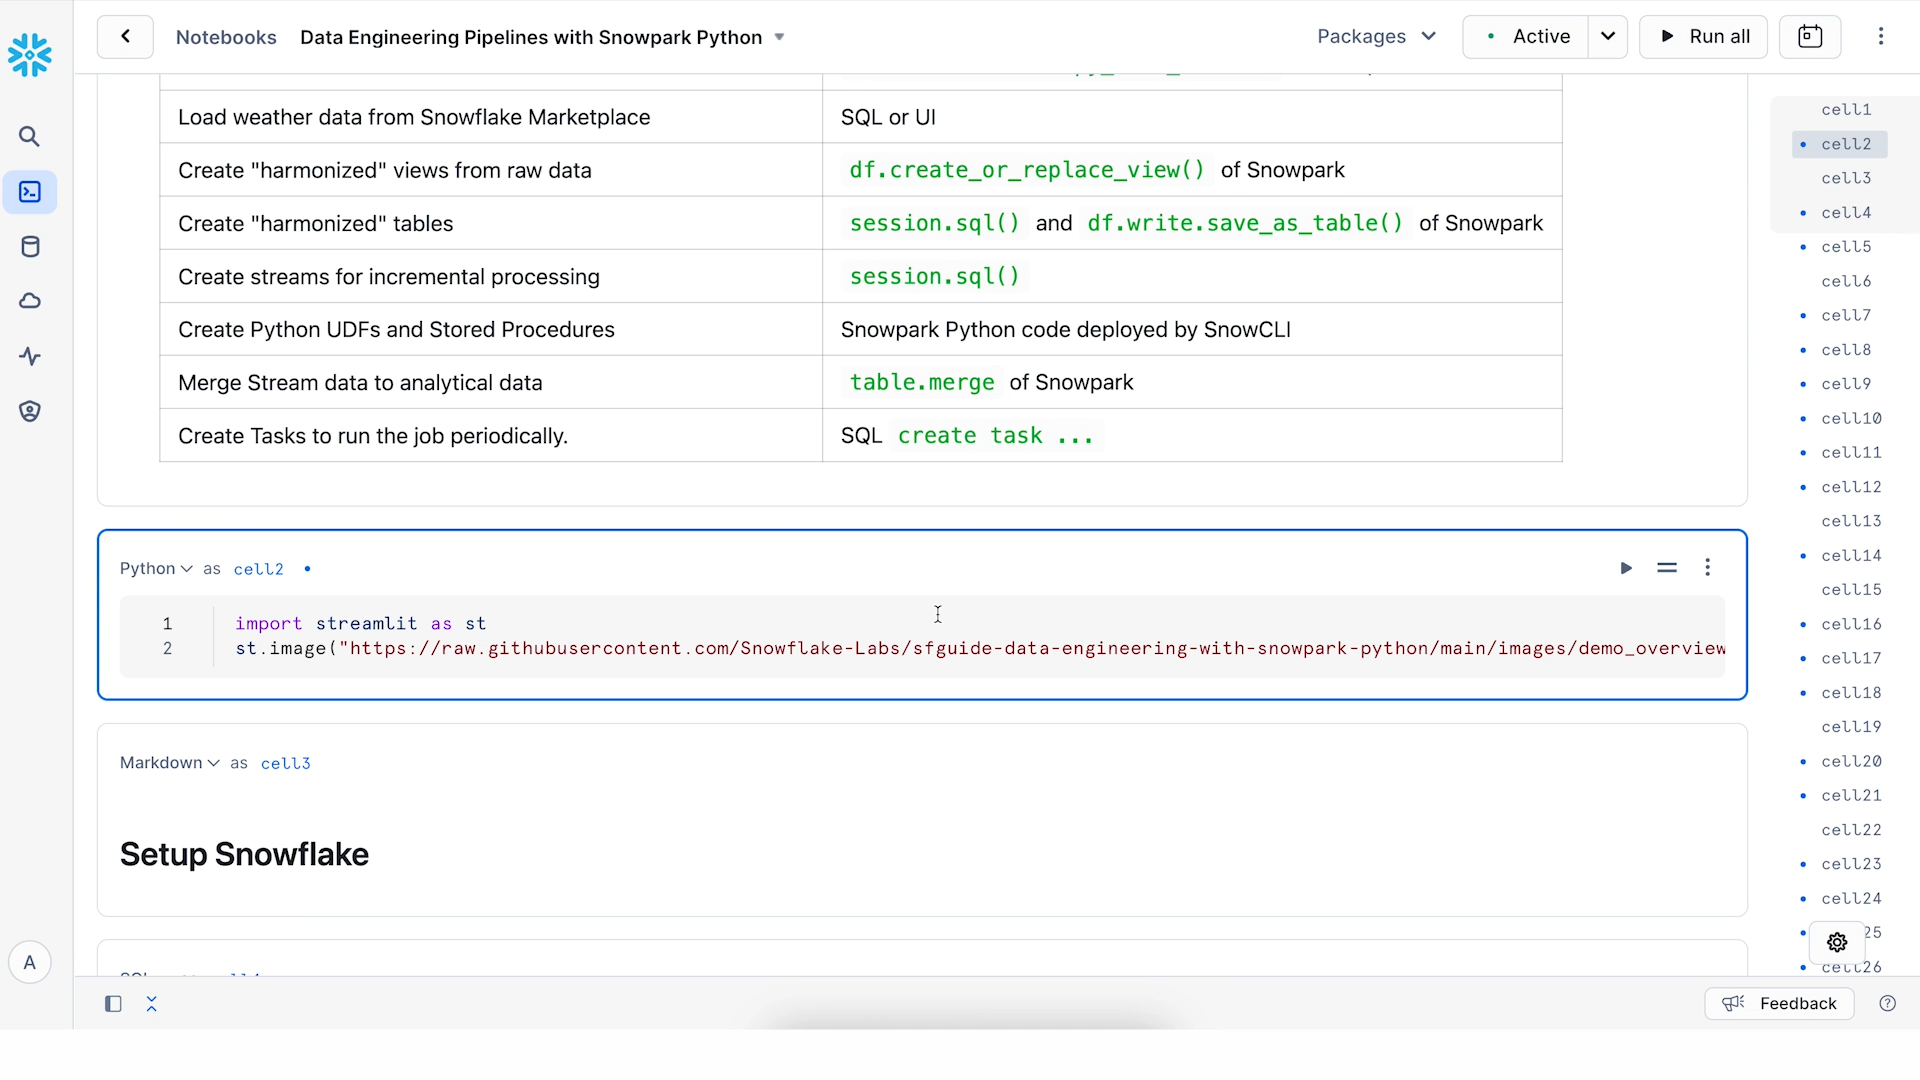 Notebooks Data Engineering Pipelines with Snowpark Python
Packages
Active
Run all
Load weather data from Snowflake Marketplace SQL or UI
Create "harmonized" views from raw data df.create_or_replace_view() of Snowpark
Create "harmonized" tables session.sql() and df.write.save_as_table() of Snowpark
Create streams for incremental processing session.sql()
Create Python UDFs and Stored Procedures Snowpark Python code deployed by SnowCLI
Merge Stream data to analytical data table.merge of Snowpark
Create Tasks to run the job periodically. SQL create task ...
Python as cell2
1 import streamlit as st
2 st.image("https://raw.githubusercontent.com/Snowflake-Labs/sfguide-data-engineering-with-snowpark-python/main/images/demo_overview
Markdown as cell3
Setup Snowflake
A
cell1
cell2
cell3
cell4
cell5
cell6
cell7
cell8
cell9
cell10
cell11
cell12
cell13
cell14
cell15
cell16
cell17
cell18
cell19
cell20
cell21
cell22
cell23
cell24
25
cell26
Feedback